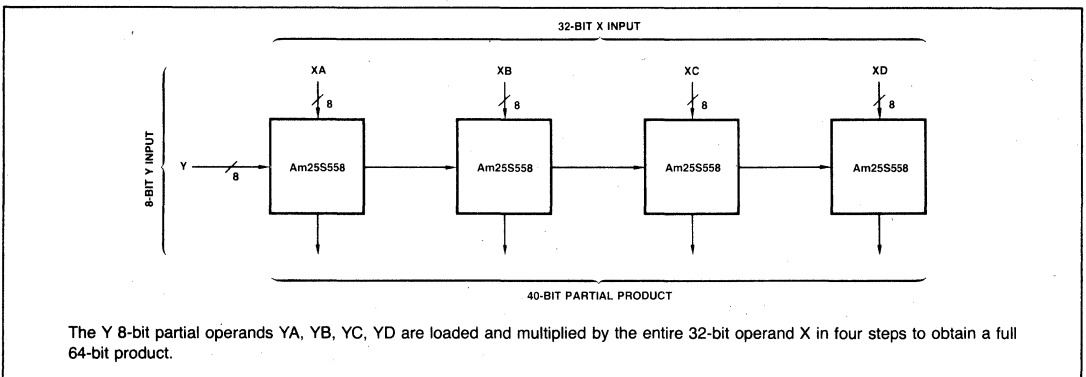 32-BIT X INPUT
XA XB XC XD
8 8 8 8
8-BIT Y INPUT
Y
8
Am25S558 Am25S558 Am25S558 Am25S558
40-BIT PARTIAL PRODUCT
The Y 8-bit partial operands YA, YB, YC, YD are loaded and multiplied by the entire 32-bit operand X in four steps to obtain a full
64-bit product.